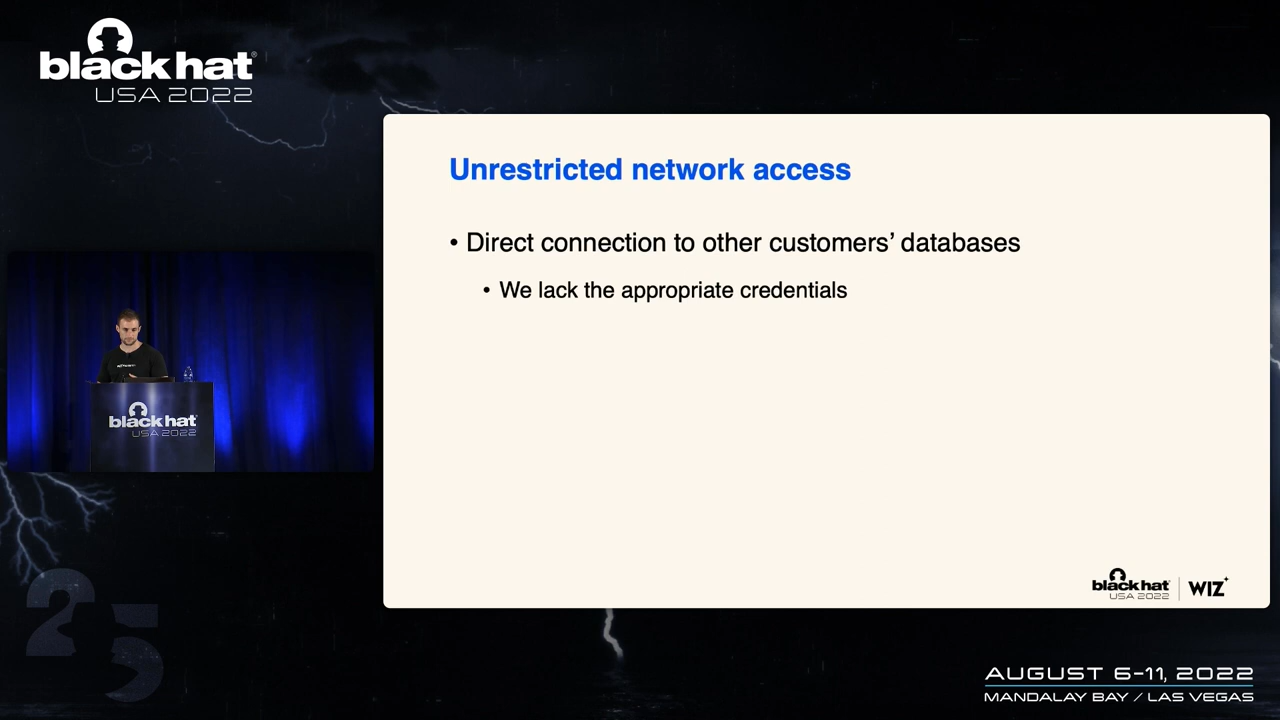 black hat®
USA 2022
Unrestricted network access
• Direct connection to other customers’ databases
• We lack the appropriate credentials
black hat
USA 2022
black hat
USA 2022
WIZ
25
AUGUST 6-11, 2022
MANDALAY BAY / LAS VEGAS